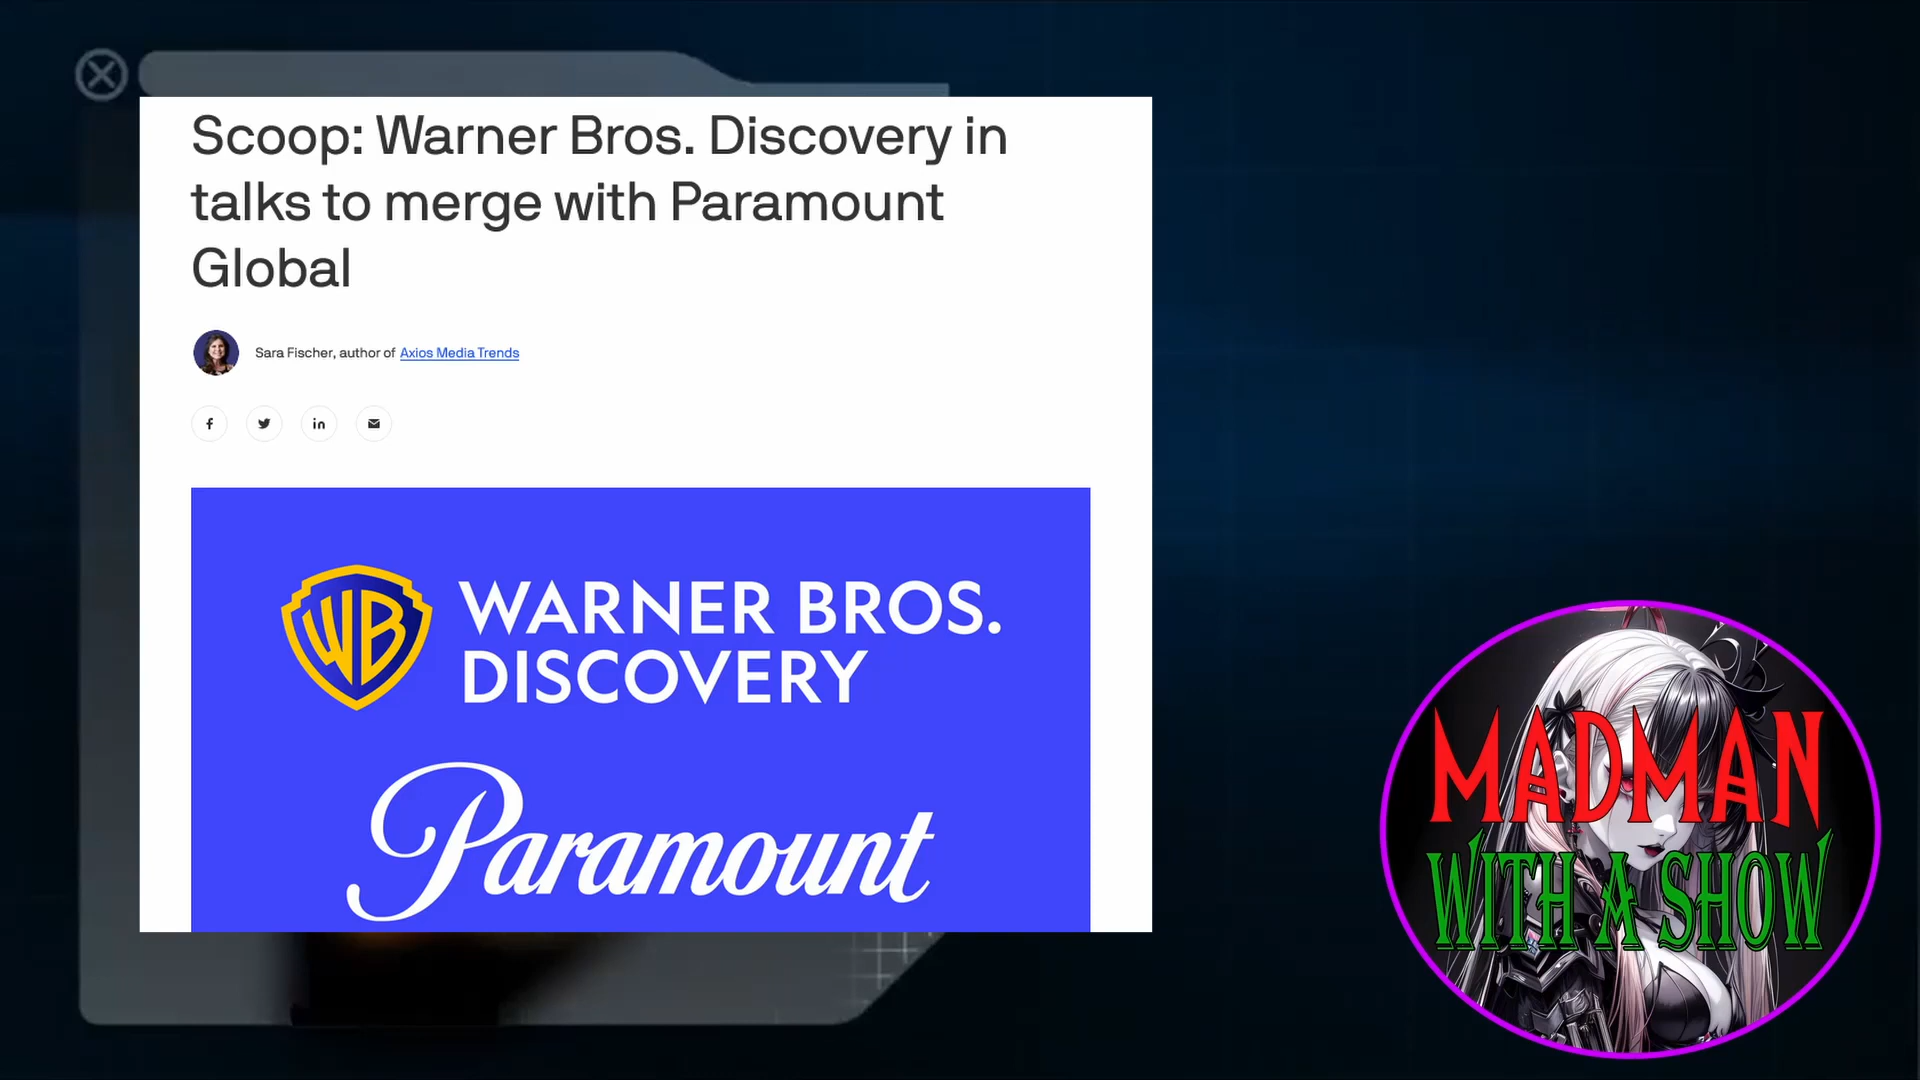 Scoop: Warner Bros. Discovery in
talks to merge with Paramount
Global
Sara Fischer, author of Axios Media Trends
WB
WARNER BROS.
DISCOVERY
Paramount
MADMAN
WITH A SHOW